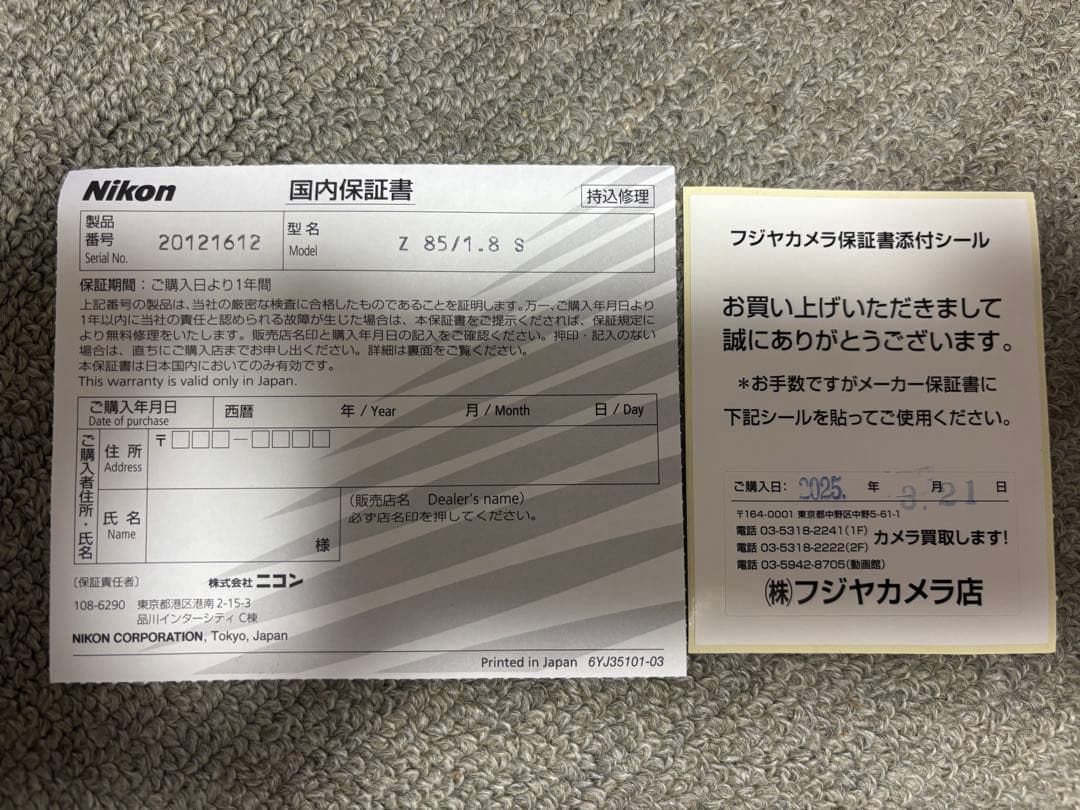 Nikon
国内保証書
持込修理
製品
番号
Serial No.
20121612
型名
Model
Z 85/1.8 S
保証期間：ご購入日より1年間
上記番号の製品は、当社の厳密な検査に合格したものであることを証明します。万一、ご購入年月日より
1年以内に当社の責任と認められる故障が生じた場合は、本保証書をご提示くだされば、保証規定に
より無料修理をいたします。販売店名印と購入年月日の記入をご確認ください。押印・記入のない
場合は、直ちにご購入店までお申し出ください。詳細は裏面をご覧ください。
本保証書は日本国内においてのみ有効です。
This warranty is valid only in Japan.
ご購入年月日
Date of purchase
西暦 年 / Year 月 / Month 日 / Day
ご購入者住所・氏名
住所
Address
〒
氏名
Name
様
（販売店名 Dealer's name）
必ず店名印を押してください。
〔保証責任者〕
株式会社 ニコン
108-6290 東京都港区港南 2-15-3
品川インターシティ C棟
NIKON CORPORATION, Tokyo, Japan
Printed in Japan 6YJ35101-03
フジヤカメラ保証書添付シール
お買い上げいただきまして
誠にありがとうございます。
＊お手数ですがメーカー保証書に
下記シールを貼ってご使用ください。
ご購入日： 2025. 年 3. 月 21 日
〒164-0001 東京都中野区中野5-61-1
電話 03-5318-2241（1F）
電話 03-5318-2222（2F）
電話 03-5942-8705（動画館）
カメラ買取します！
㈱フジヤカメラ店